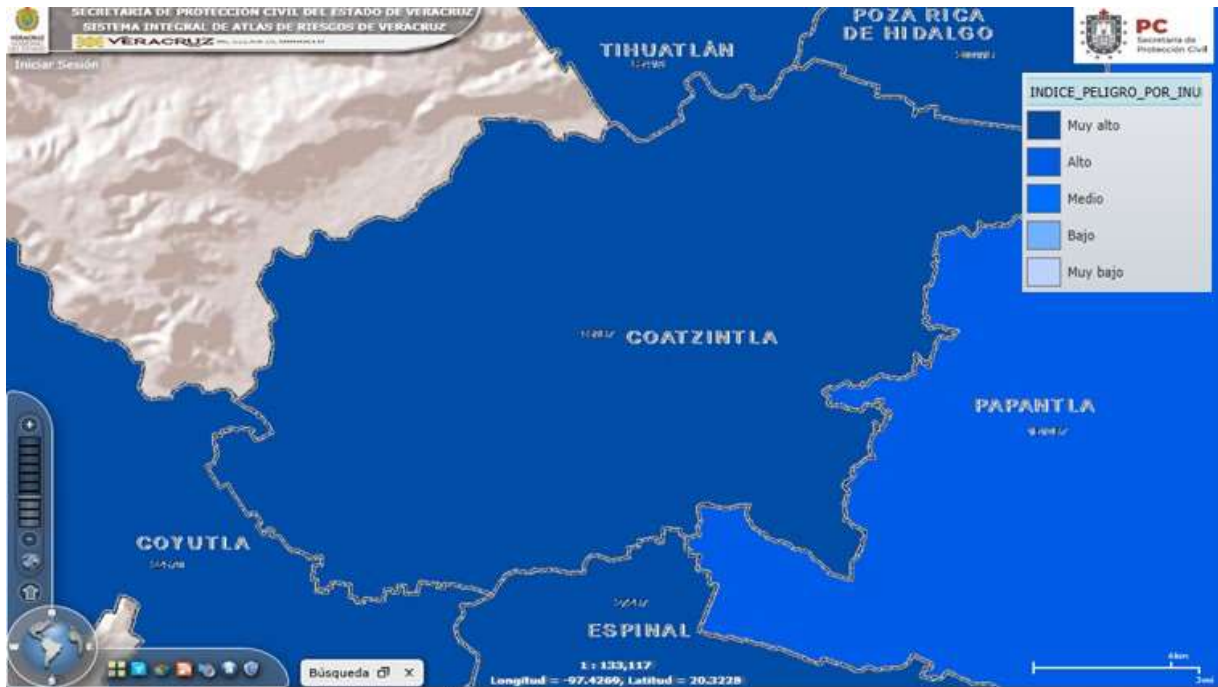 SECRETARÍA DE PROTECCIÓN CIVIL DEL ESTADO DE VERACRUZ
SISTEMA INTEGRAL DE ATLAS DE RIESGOS DE VERACRUZ
VERACRUZ
Iniciar Sesión
TIHUATLÁN
POZA RICA
DE HIDALGO
PC
Secretaría de
Protección Civil
INDICE_PELIGRO_POR_INU
Muy alto
Alto
Medio
Bajo
Muy bajo
COATZINTLA
PAPANTLA
COYUTLA
ESPINAL
Búsqueda
1 : 133,117
Longitud = -97.4269, Latitud = 20.3228
4km
3mi